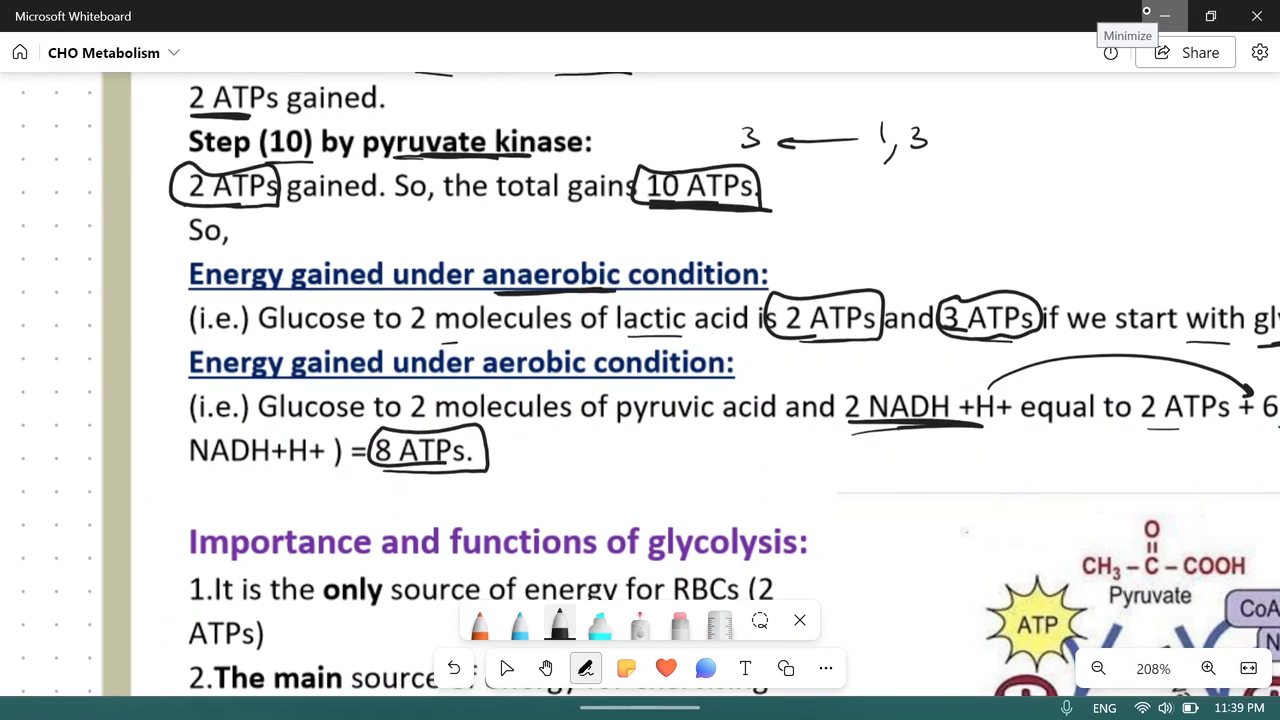 Microsoft Whiteboard
Minimize
CHO Metabolism
Share
2 ATPs gained.
Step (10) by pyruvate kinase:
3 1,3
2 ATPs gained. So, the total gains 10 ATPs.
So,
Energy gained under anaerobic condition:
(i.e.) Glucose to 2 molecules of lactic acid is 2 ATPs and 3 ATPs if we start with
Energy gained under aerobic condition:
(i.e.) Glucose to 2 molecules of pyruvic acid and 2 NADH +H+ equal to 2 ATPs + 6
NADH+H+ ) = 8 ATPs.
Importance and functions of glycolysis:
1.It is the only source of energy for RBCs (2
ATPs)
2.The main source of energy for exercising
O
CH3 – C – COOH
Pyruvate
ATP
CoA
N
T
208%
ENG
11:39 PM